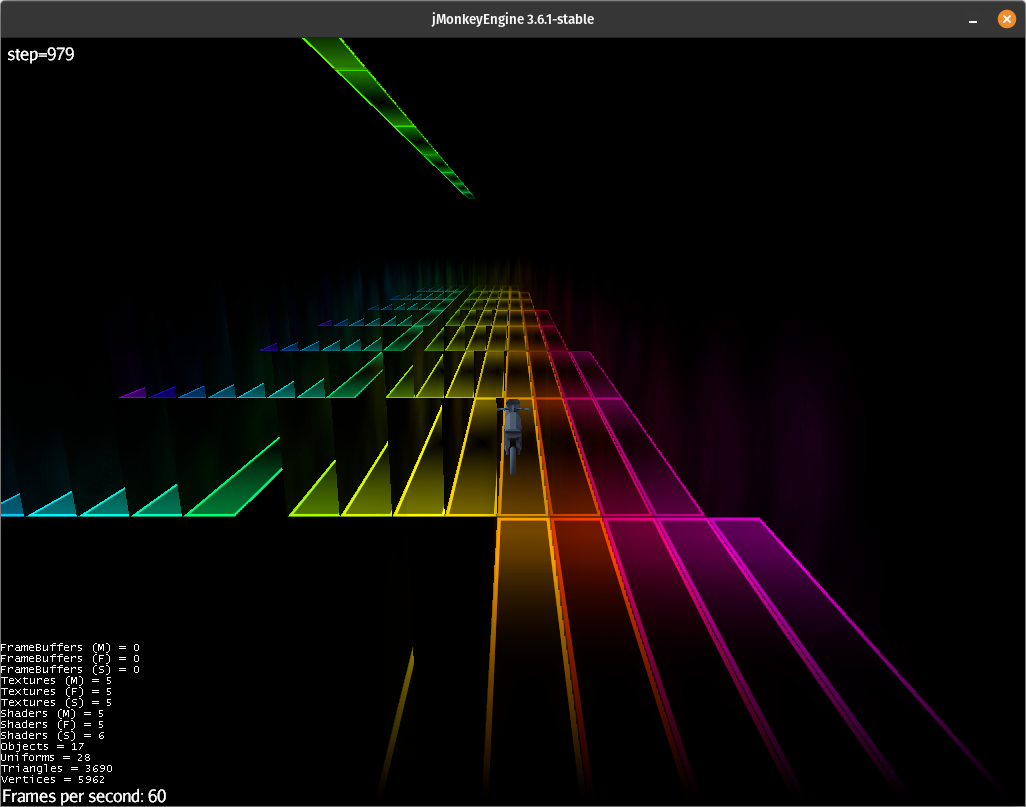 jMonkeyEngine 3.6.1-stable
step=979
FrameBuffers (M) = 0
FrameBuffers (F) = 0
FrameBuffers (S) = 0
Textures (M) = 5
Textures (F) = 5
Textures (S) = 5
Shaders (M) = 5
Shaders (F) = 5
Shaders (S) = 6
Objects = 17
Uniforms = 28
Triangles = 3690
Vertices = 5962
Frames per second: 60